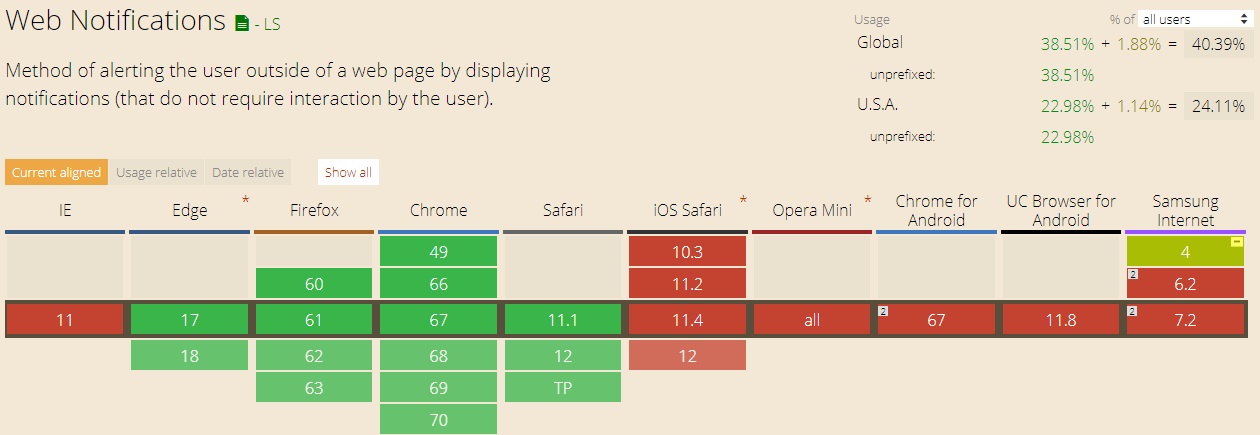 Web Notifications - LS
Usage % of all users
Global 38.51% + 1.88% = 40.39%
unprefixed: 38.51%
U.S.A. 22.98% + 1.14% = 24.11%
unprefixed: 22.98%
Method of alerting the user outside of a web page by displaying
notifications (that do not require interaction by the user).
Current aligned Usage relative Date relative Show all
IE Edge * Firefox Chrome Safari iOS Safari * Opera Mini * Chrome for Android UC Browser for Android Samsung Internet
49 10.3 4 -
60 66 11.2 2 6.2
11 17 61 67 11.1 11.4 all 2 67 11.8 2 7.2
18 62 68 12 12
63 69 TP
70